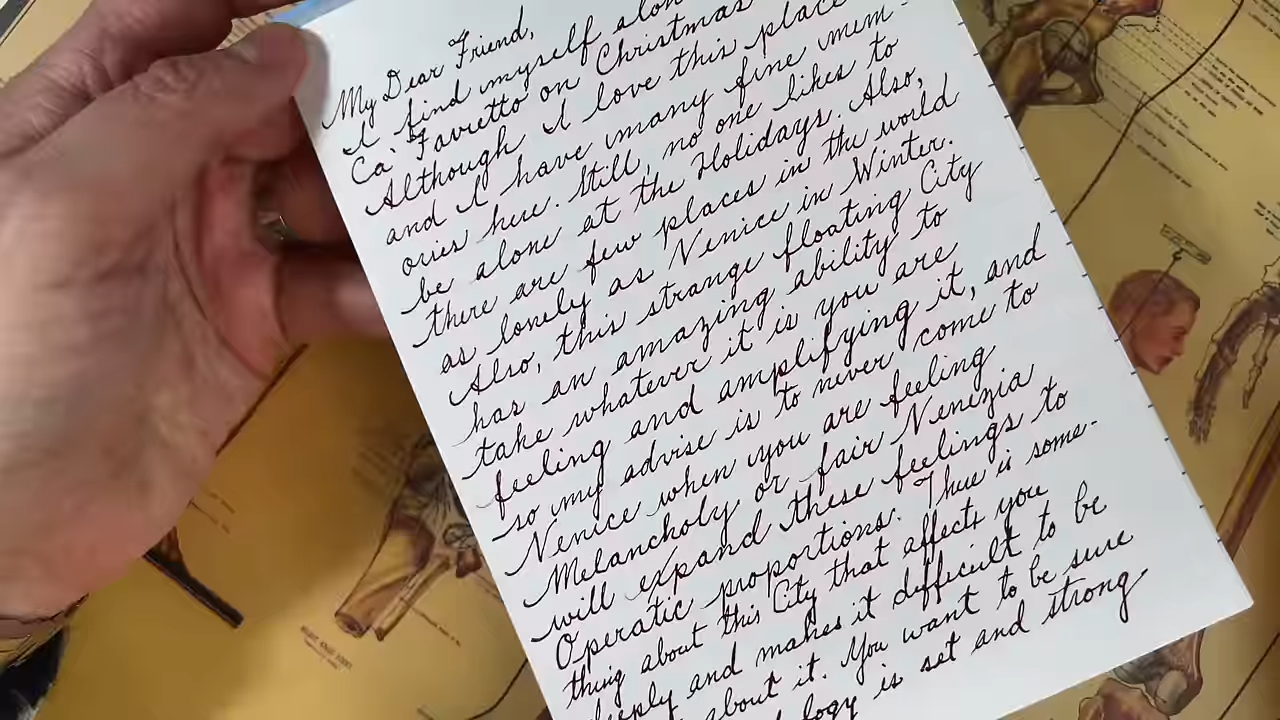 My Dear Friend,
I find myself alon
Ca' Favretto on Christmas
Although I love this place
and I have many fine mem-
ories here. Still, no one likes to
be alone at the Holidays. Also,
there are few places in the world
as lonely as Venice in Winter.
Also, this strange floating City
has an amazing ability to
take whatever it is you are
feeling and amplifying it, and
so my advise is to never come to
Venice when you are feeling
Melancholy or fair Venezia
will expand these feelings to
Operatic proportions. There is some-
thing about this City that affects you
deeply and makes it difficult to be
about it. You want to be sure
logy is set and strong